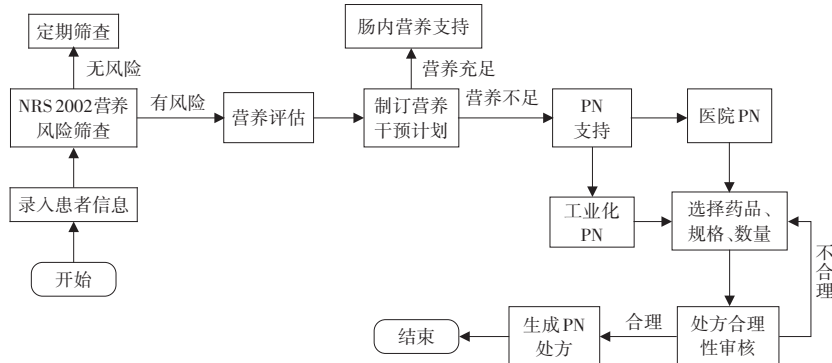 定期筛查
肠内营养支持
无风险
营养充足
NRS 2002营养
风险筛查
有风险
营养评估
制订营养
干预计划
营养不足
PN
支持
医院PN
录入患者信息
工业化
PN
选择药品、
规格、数量
不合理
开始
结束
生成PN
处方
合理
处方合理
性审核